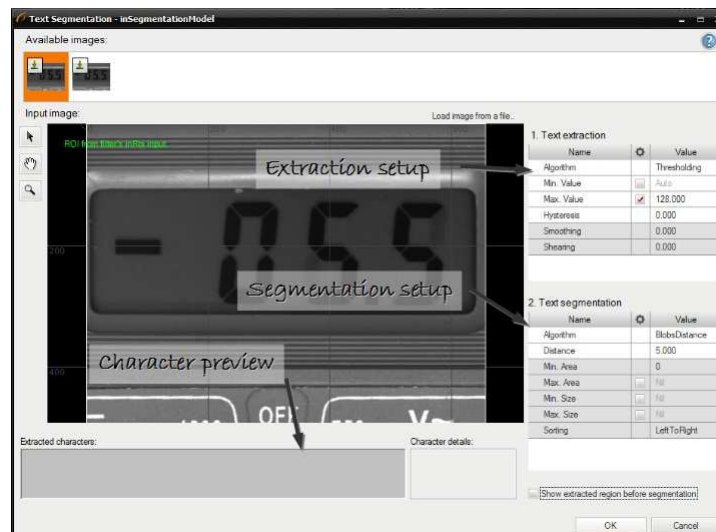 Text Segmentation - inSegmentationModel
Available images:
Input image:
Load image from a file..
ROI from filter's inRoi input
200
200
400
- 055
OFF
V~
Extraction setup
Segmentation setup
Character preview
Extracted characters:
Character details:
1. Text extraction
Name Value
Algorithm Thresholding
Min. Value Auto
Max. Value 128.000
Hysteresis 0.000
Smoothing 0.000
Shearing 0.000
2. Text segmentation
Name Value
Algorithm BlobsDistance
Distance 5.000
Min. Area 0
Max. Area Nil
Min. Size Nil
Max. Size Nil
Sorting LeftToRight
Show extracted region before segmentation
OK Cancel